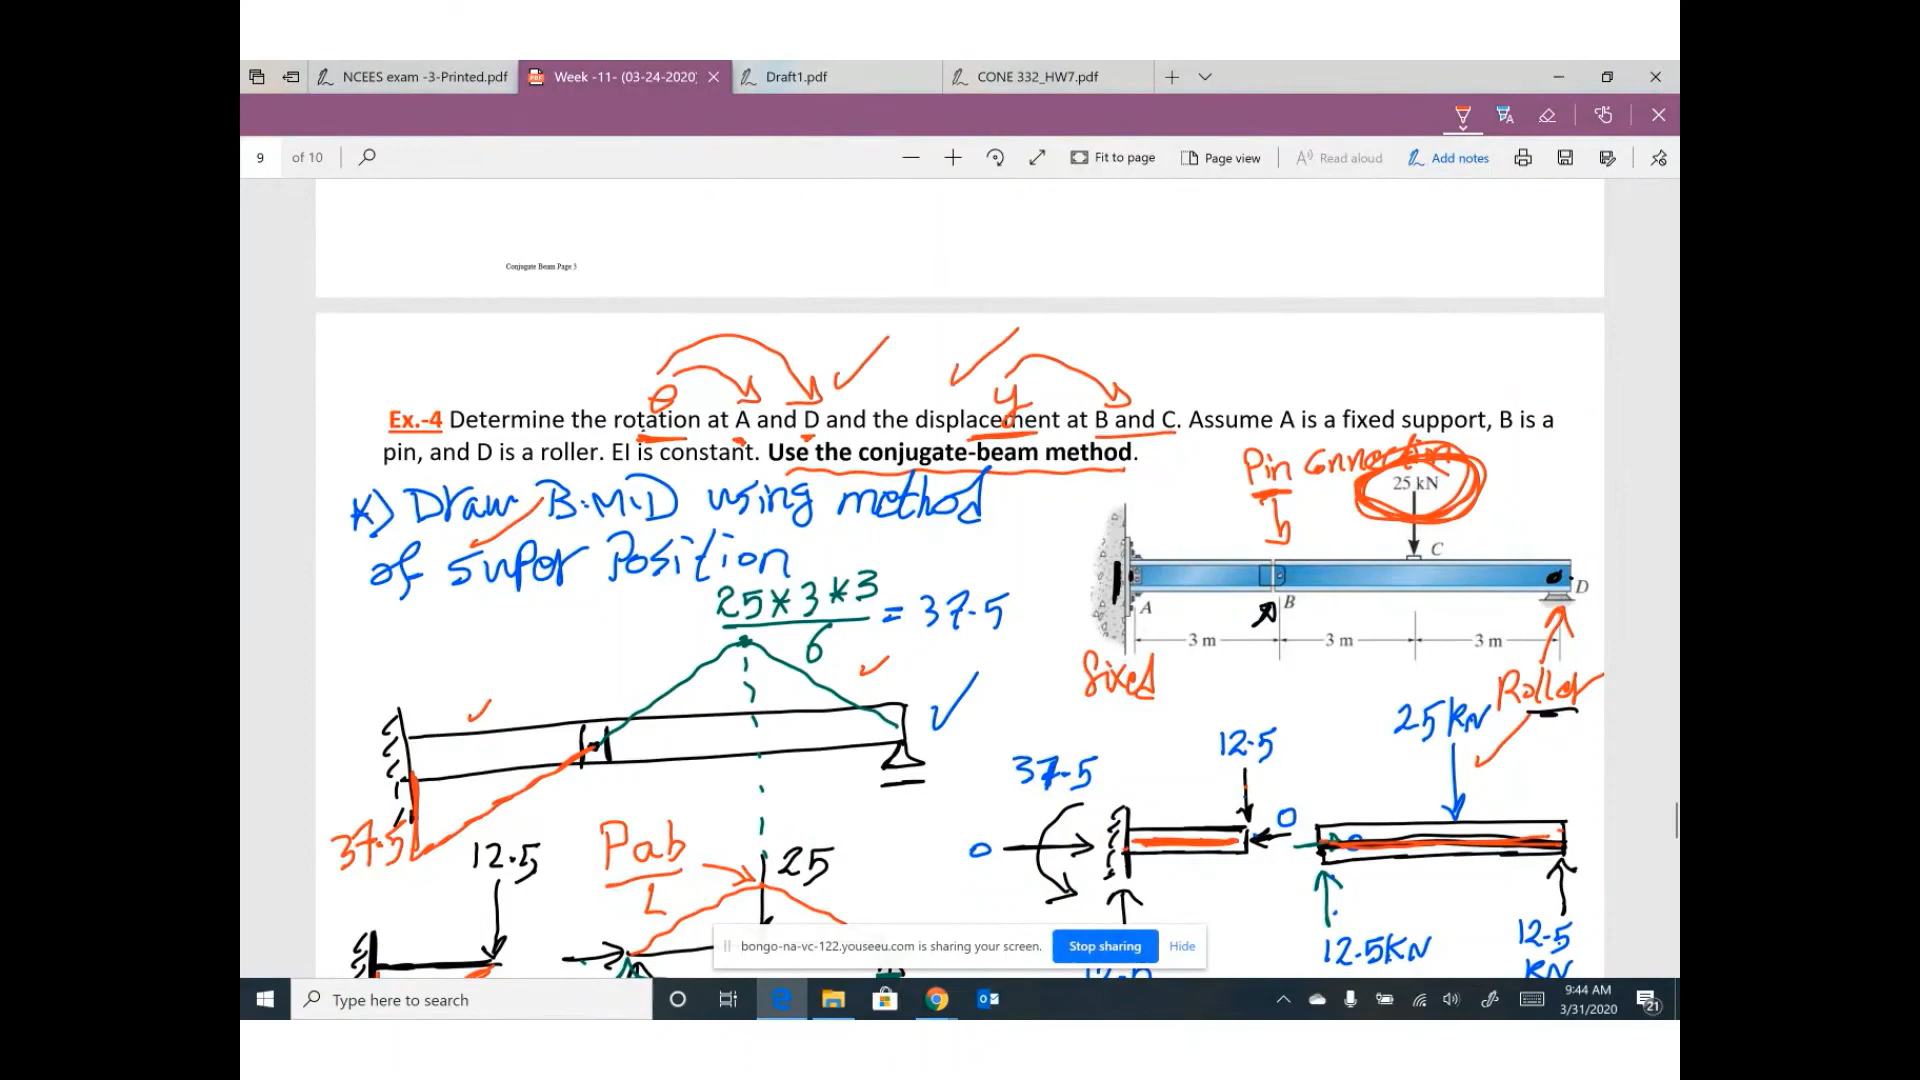 NCEES exam -3-Printed.pdf
Week -11- (03-24-2020)
Draft1.pdf
CONE 332_HW7.pdf
9 of 10
Fit to page
Page view
Read aloud
Add notes
Conjugate Beam Page 3
θ
y
Ex.-4 Determine the rotation at A and D and the displacement at B and C. Assume A is a fixed support, B is a
pin, and D is a roller. EI is constant. Use the conjugate-beam method.
Pin Connection
25 kN
Draw B.M.D using method
of super Position
25*3*3
6
= 37.5
A
B
C
D
3 m
3 m
3 m
fixed
Roller
25 KN
12.5
37.5
0
0
37.5
12.5
Pab
L
25
12.5KN
12.5
KN
bongo-na-vc-122.youseeu.com is sharing your screen.
Stop sharing
Hide
Type here to search
9:44 AM
3/31/2020
21